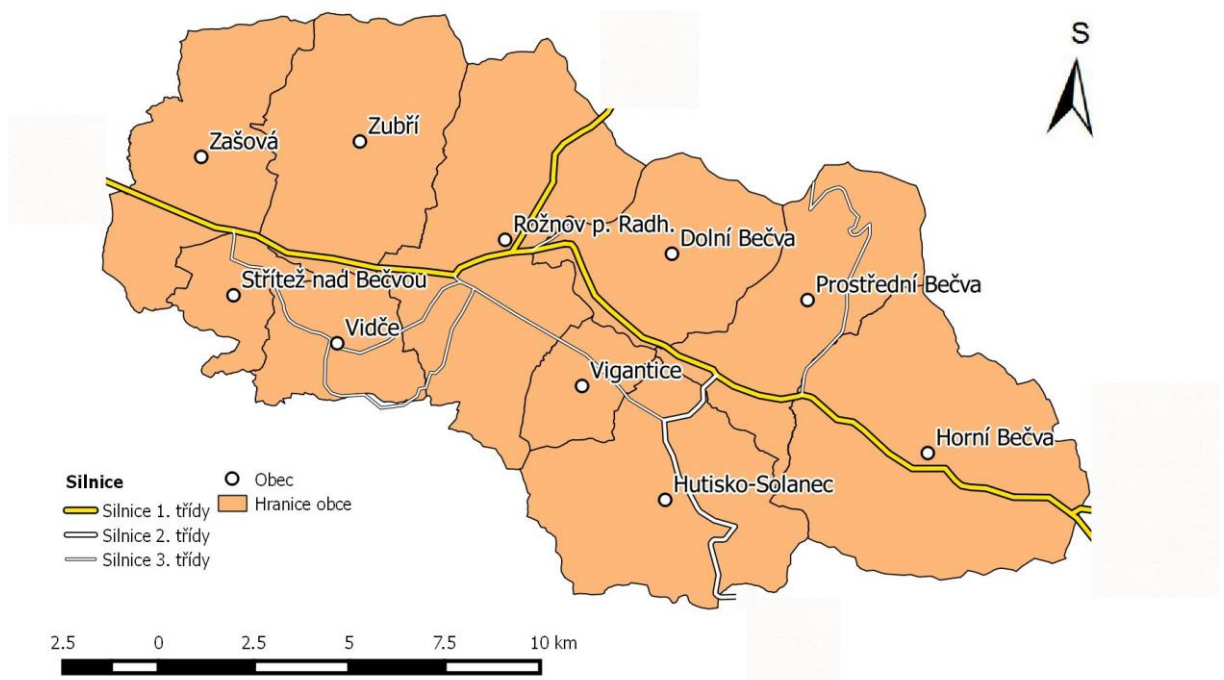 S
Zašová
Zubří
Rožnov p. Radh.
Dolní Bečva
Střítež nad Bečvou
Prostřední Bečva
Vidče
Vigantice
Horní Bečva
Hutisko-Solanec
Silnice
Silnice 1. třídy
Silnice 2. třídy
Silnice 3. třídy
Obec
Hranice obce
2.5 0 2.5 5 7.5 10 km